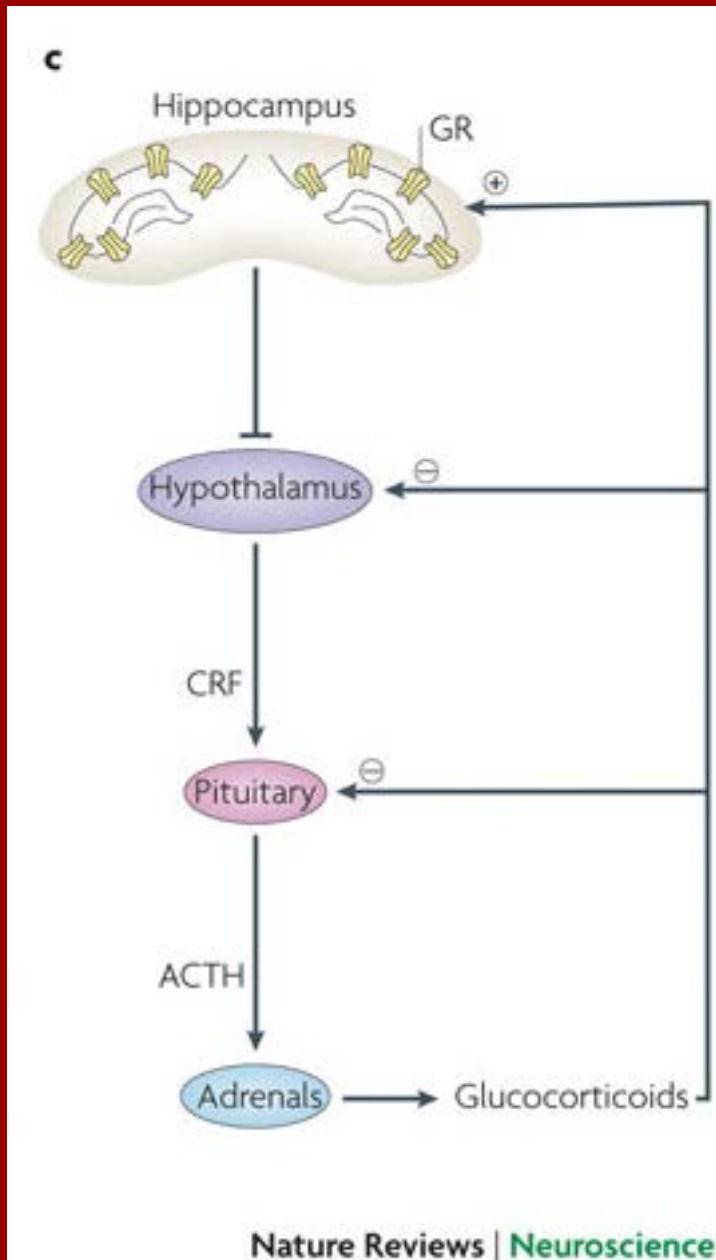 c
Hippocampus
GR
⊕
Hypothalamus
⊖
CRF
Pituitary
⊖
ACTH
Adrenals
Glucocorticoids
Nature Reviews | Neuroscience